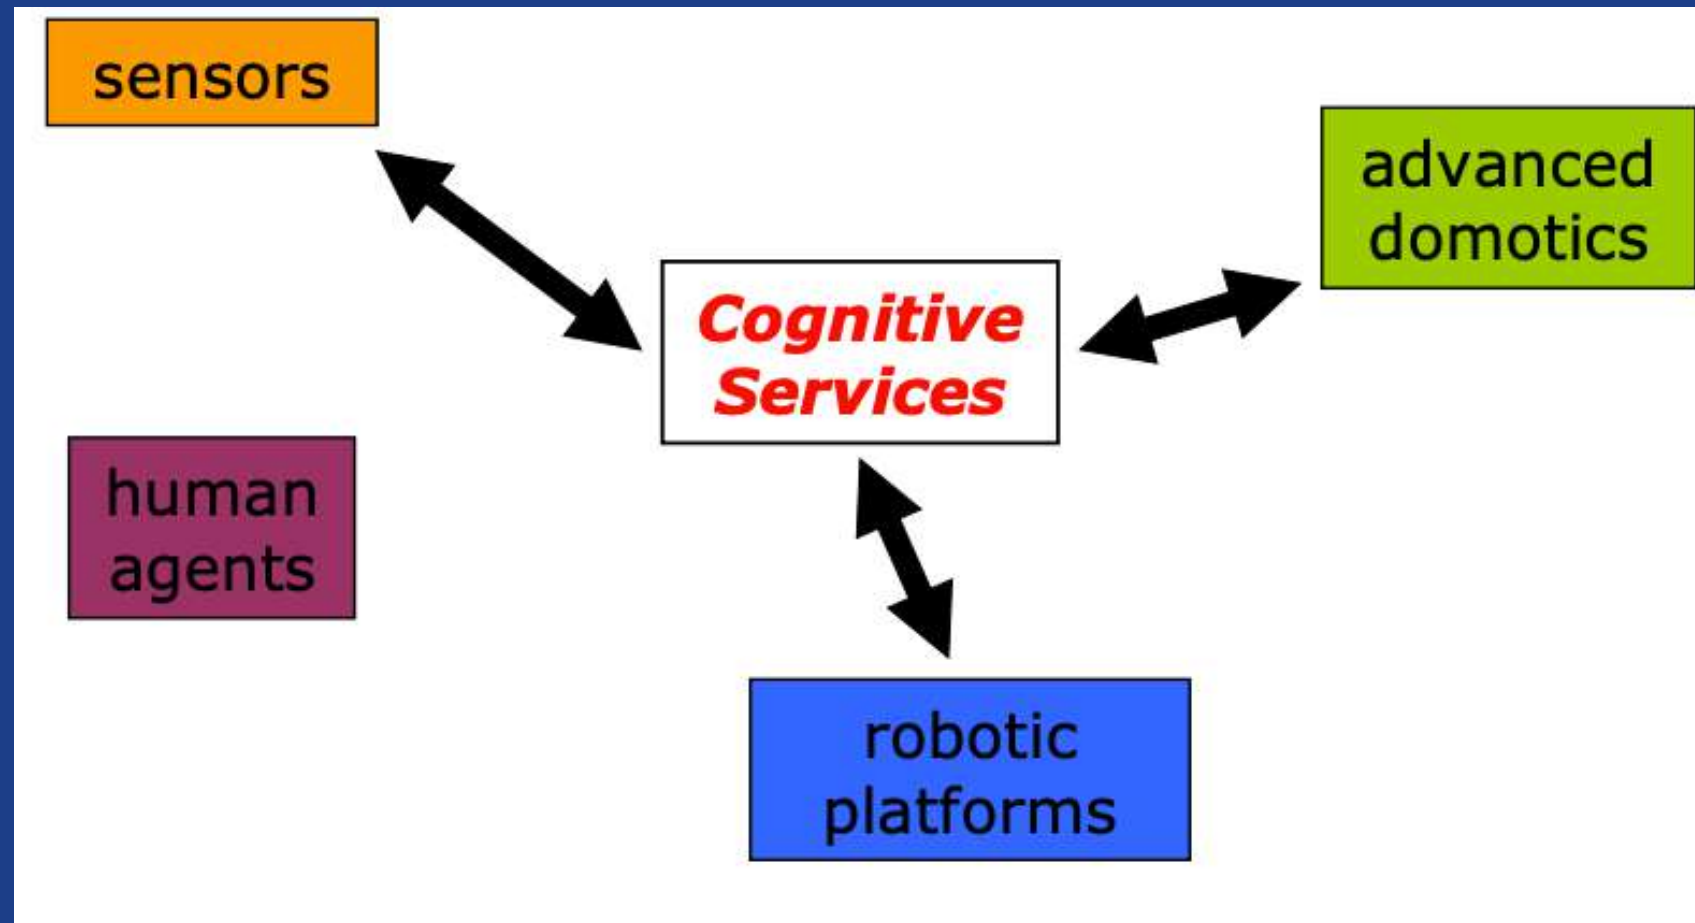 sensors
advanced
domotics
Cognitive
Services
human
agents
robotic
platforms